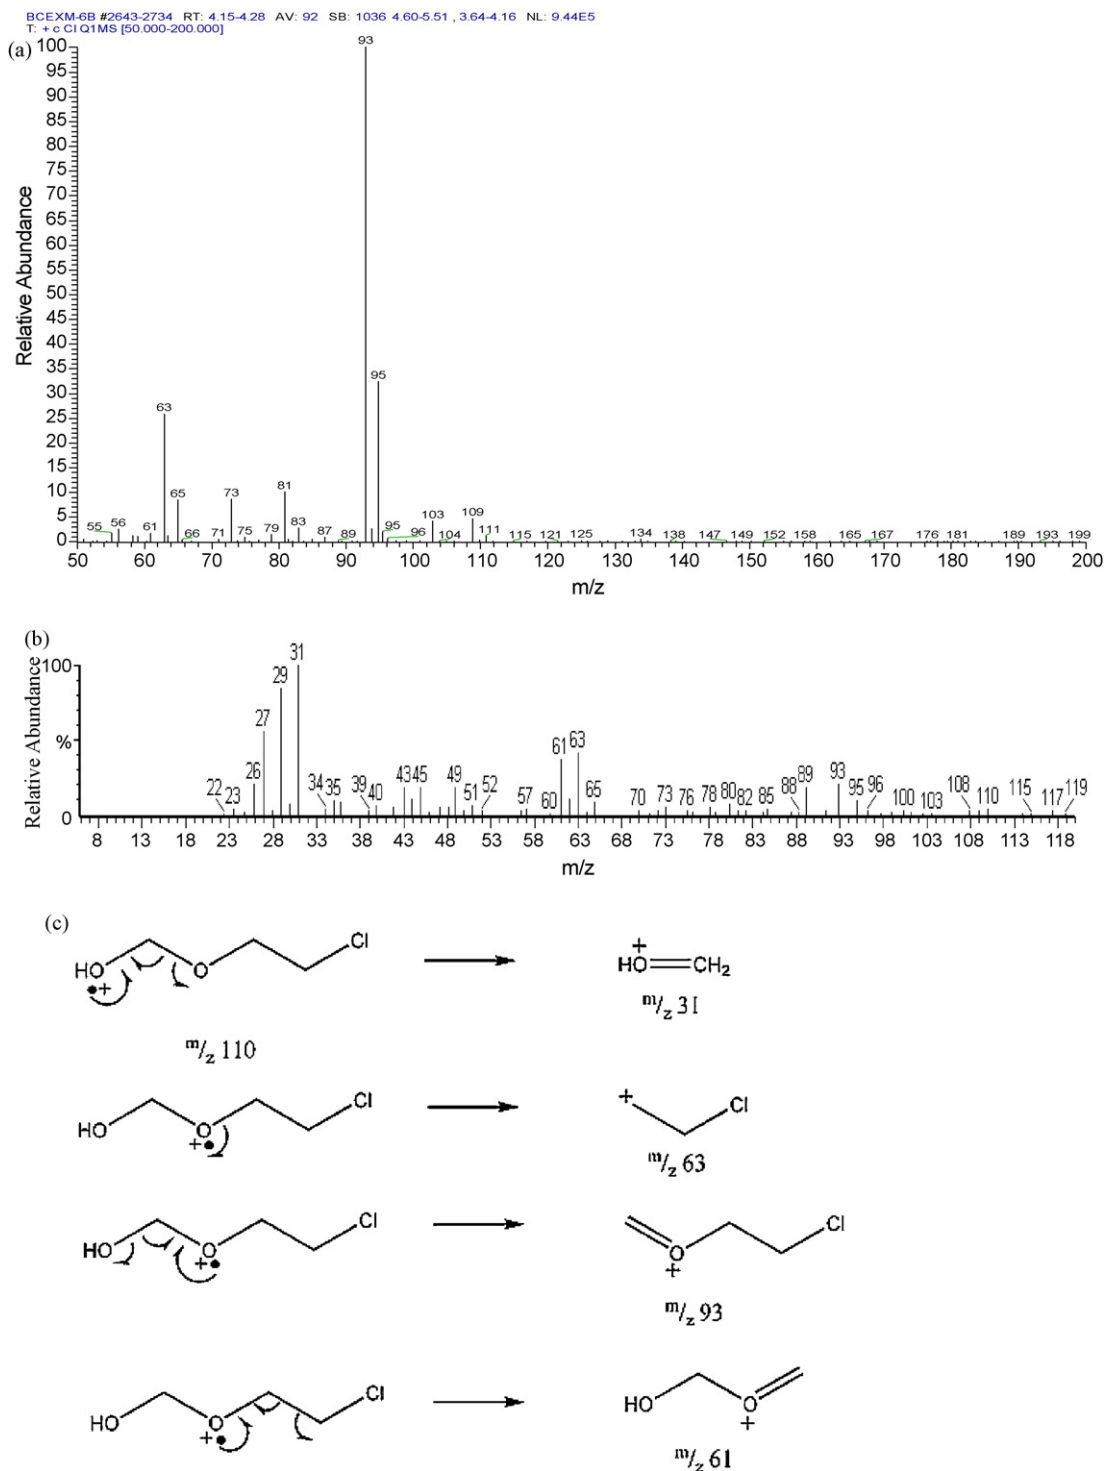 BCEXM-6B #2643-2734 RT: 4.15-4.28 AV: 92 SB: 1036 4.60-5.51 , 3.64-4.16 NL: 9.44E5
T: + c CI Q1MS [50.000-200.000]
(a)
Relative Abundance
100
95
90
85
80
75
70
65
60
55
50
45
40
35
30
25
20
15
10
5
0
93
95
63
65
81
73
55 56 61 66 71 75 79 83 87 89 95 96 103 104 109 111 115 121 125 134 138 147 149 152 158 165 167 176 181 189 193 199
50 60 70 80 90 100 110 120 130 140 150 160 170 180 190 200
m/z
(b)
Relative Abundance
100
%
0
22 23 26 27 29 31 34 35 39 40 43 45 49 51 52 57 60 61 63 65 70 73 76 78 80 82 85 88 89 93 95 96 100 103 108 110 115 117 119
8 13 18 23 28 33 38 43 48 53 58 63 68 73 78 83 88 93 98 103 108 113 118
m/z
(c)
HO O Cl
•+
+
HO CH2
m/z 31
m/z 110
HO O Cl
+•
+ Cl
m/z 63
HO O Cl
+•
O Cl
+
m/z 93
HO O Cl
+•
HO O
+
m/z 61